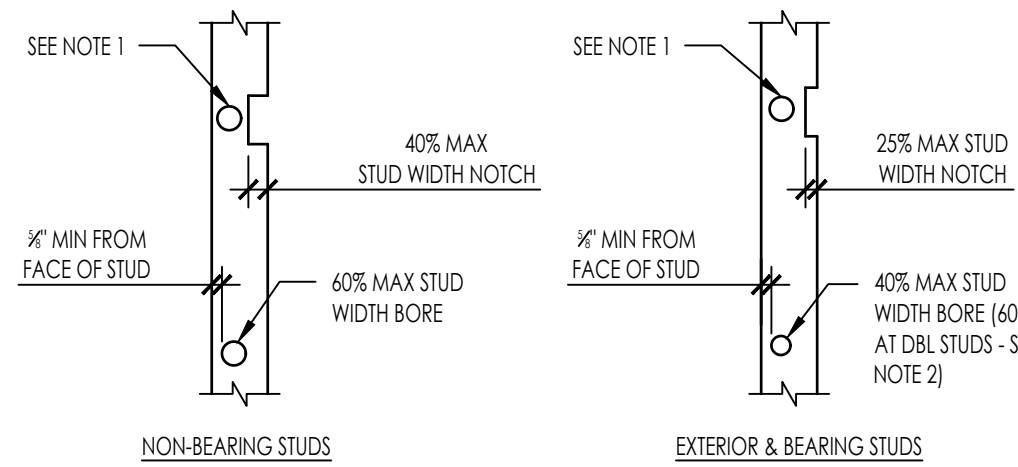 SEE NOTE 1
40% MAX
STUD WIDTH NOTCH
⅝" MIN FROM
FACE OF STUD
60% MAX STUD
WIDTH BORE
NON-BEARING STUDS
SEE NOTE 1
25% MAX STUD
WIDTH NOTCH
⅝" MIN FROM
FACE OF STUD
40% MAX STUD
WIDTH BORE (60
AT DBL STUDS - S
NOTE 2)
EXTERIOR & BEARING STUDS